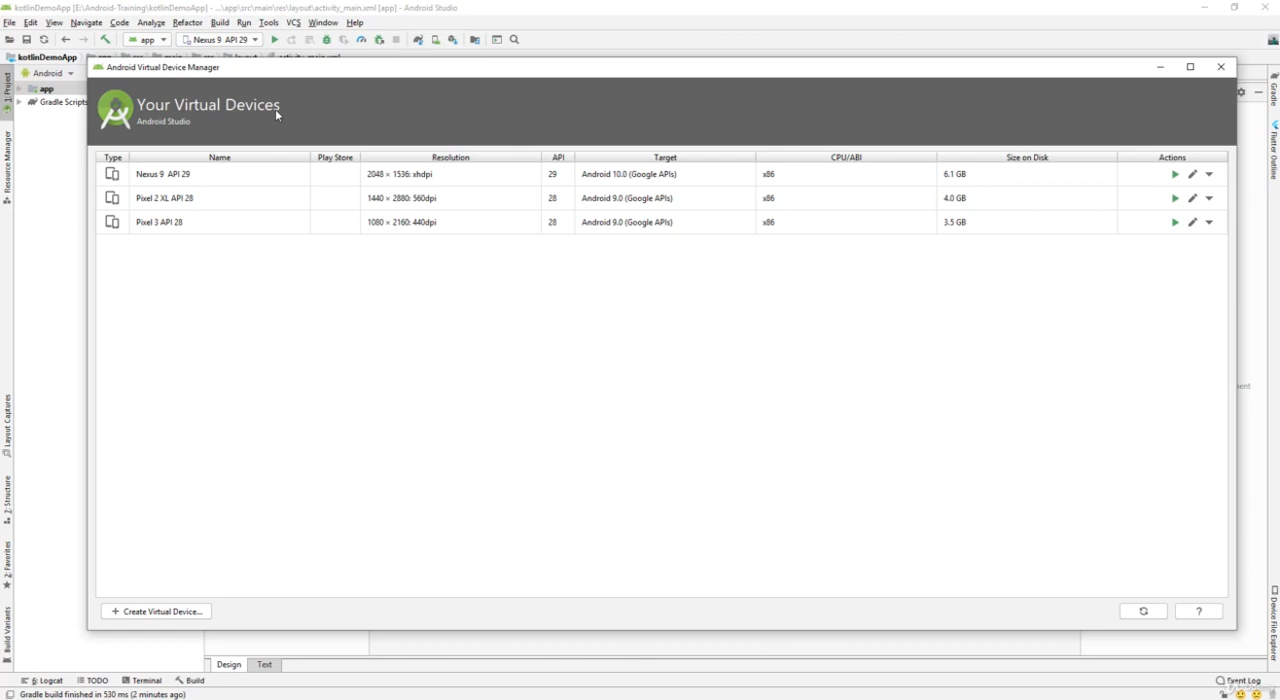 kotlinDemoApp [E:\Android-Training\kotlinDemoApp] - ...\app\src\main\res\layout\activity_main.xml [app] - Android Studio
File Edit View Navigate Code Analyze Refactor Build Run Tools VCS Window Help
app Nexus 9 API 29
kotlinDemoApp
Android Virtual Device Manager
Android
app
Gradle Scripts
Your Virtual Devices
Android Studio
Type Name Play Store Resolution API Target CPU/ABI Size on Disk Actions
Nexus 9 API 29 2048 × 1536: xhdpi 29 Android 10.0 (Google APIs) x86 6.1 GB
Pixel 2 XL API 28 1440 × 2880: 560dpi 28 Android 9.0 (Google APIs) x86 4.0 GB
Pixel 3 API 28 1080 × 2160: 440dpi 28 Android 9.0 (Google APIs) x86 3.5 GB
+ Create Virtual Device...
?
1: Project
Resource Manager
Layout Captures
Z: Structure
2: Favorites
Build Variants
Gradle
Flutter Outline
Device File Explorer
Design Text
6: Logcat TODO Terminal Build
Event Log
Gradle build finished in 530 ms (2 minutes ago)